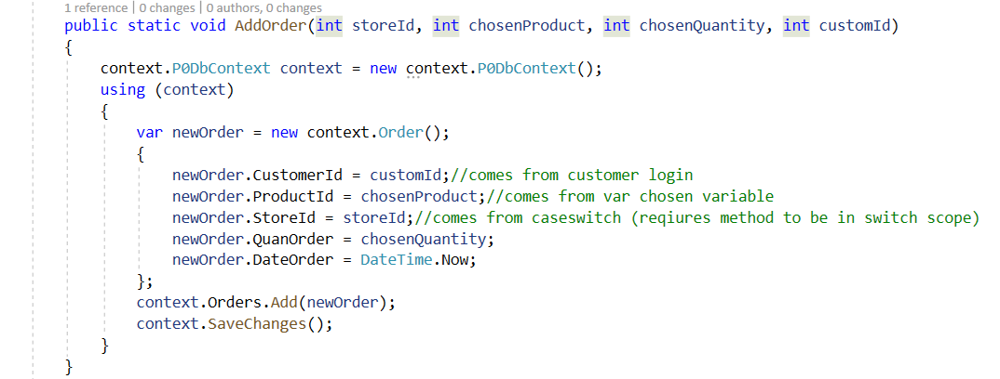 1 reference | 0 changes | 0 authors, 0 changes
public static void AddOrder(int storeId, int chosenProduct, int chosenQuantity, int customId)
{
context.P0DbContext context = new context.P0DbContext();
using (context)
{
var newOrder = new context.Order();
{
newOrder.CustomerId = customId;//comes from customer login
newOrder.ProductId = chosenProduct;//comes from var chosen variable
newOrder.StoreId = storeId;//comes from caseswitch (reqiures method to be in switch scope)
newOrder.QuanOrder = chosenQuantity;
newOrder.DateOrder = DateTime.Now;
};
context.Orders.Add(newOrder);
context.SaveChanges();
}
}